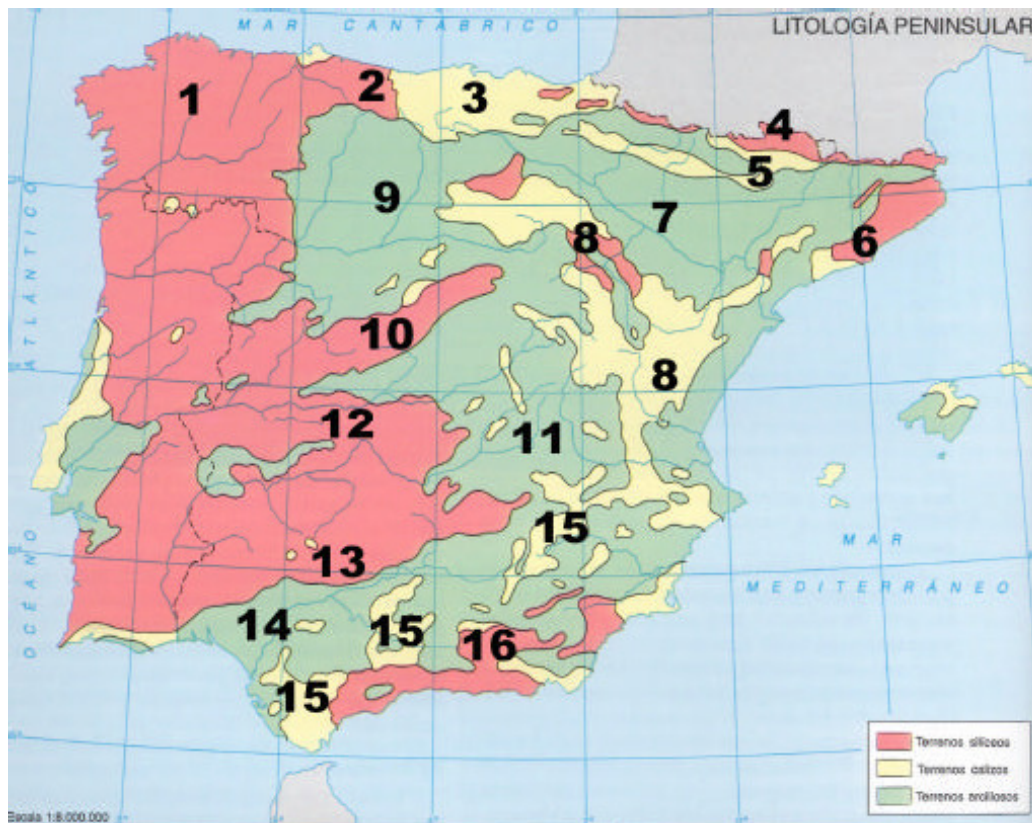 LITOLOGÍA PENINSULAR
MAR CANTÁBRICO
1
2
3
4
5
9
7
8
6
ATLÁNTICO
10
8
12
11
15
MAR
13
MEDITERRÁNEO
OCÉANO
14
15
16
15
Terrenos silíceos
Terrenos calizos
Terrenos arcillosos
Escala 1:8.000.000